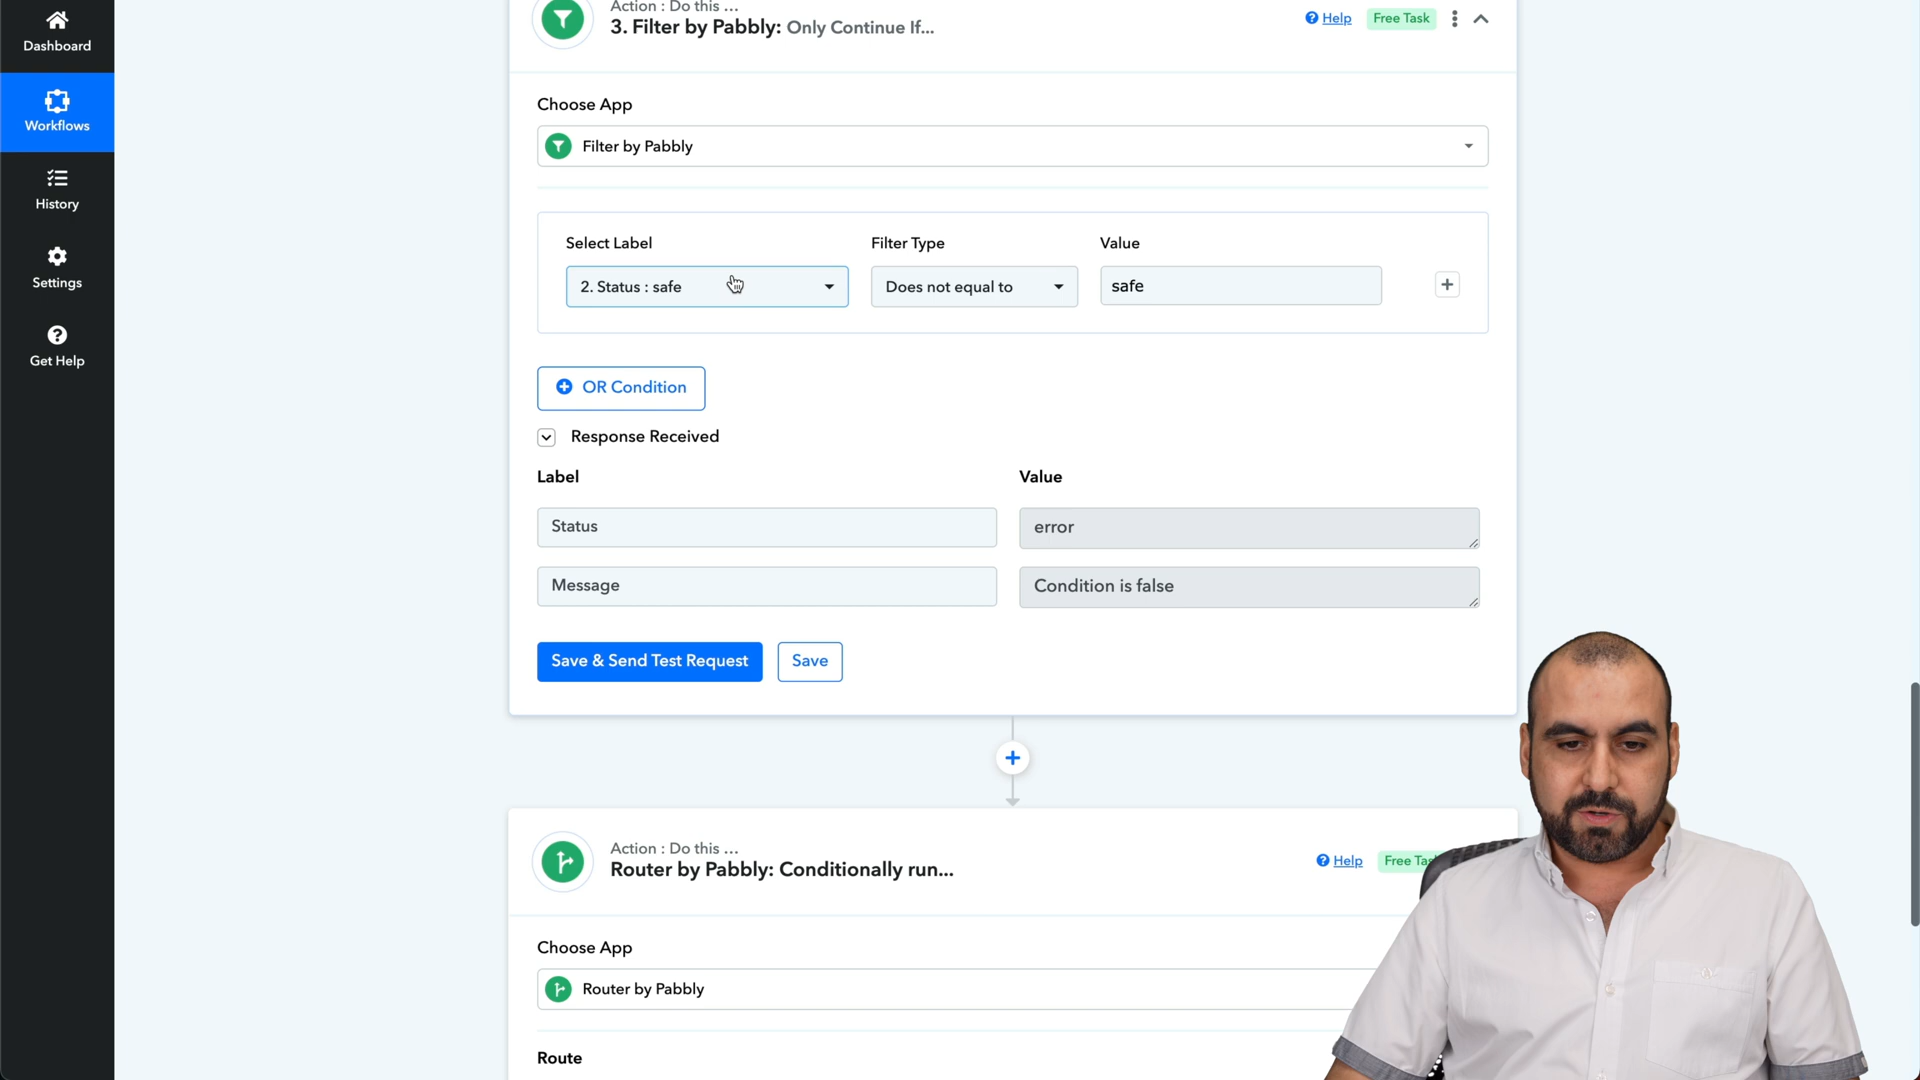 Dashboard
Workflows
History
Settings
Get Help
Action : Do this ...
3. Filter by Pabbly: Only Continue If...
Help
Free Task
Choose App
Filter by Pabbly
Select Label
Filter Type
Value
2. Status : safe
Does not equal to
safe
OR Condition
Response Received
Label
Value
Status
error
Message
Condition is false
Save & Send Test Request
Save
Action : Do this ...
Router by Pabbly: Conditionally run...
Help
Free Tas
Choose App
Router by Pabbly
Route